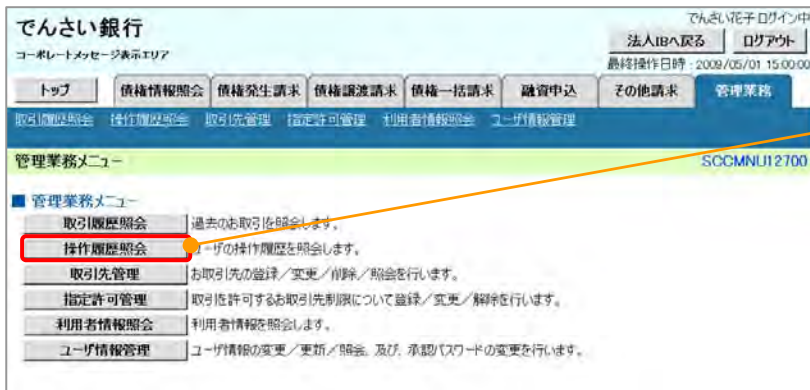 でんさい銀行
コーポレートメッセージ表示エリア
でんさい花子 ログイン中
法人IBへ戻る ログアウト
最終操作日時:2009/05/01 15:00:00
トップ 債権情報照会 債権発生請求 債権譲渡請求 債権一括請求 融資申込 その他請求 管理業務
取引履歴照会 操作履歴照会 取引先管理 指定許可管理 利用者情報照会 ユーザ情報管理
管理業務メニュー SCCMNU12700
■ 管理業務メニュー
取引履歴照会 過去のお取引を照会します。
操作履歴照会 ユーザの操作履歴を照会します。
取引先管理 お取引先の登録/変更/削除/照会を行います。
指定許可管理 取引を許可するお取引先制限について登録/変更/解除を行います。
利用者情報照会 利用者情報を照会します。
ユーザ情報管理 ユーザ情報の変更/更新/照会、及び、承認パスワードの変更を行います。